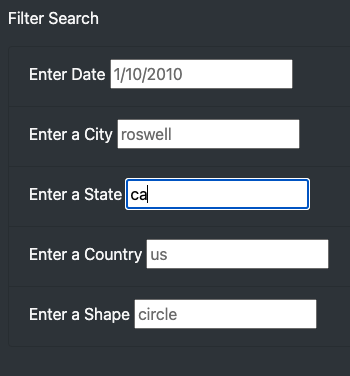 Filter Search
Enter Date 1/10/2010
Enter a City roswell
Enter a State ca
Enter a Country us
Enter a Shape circle